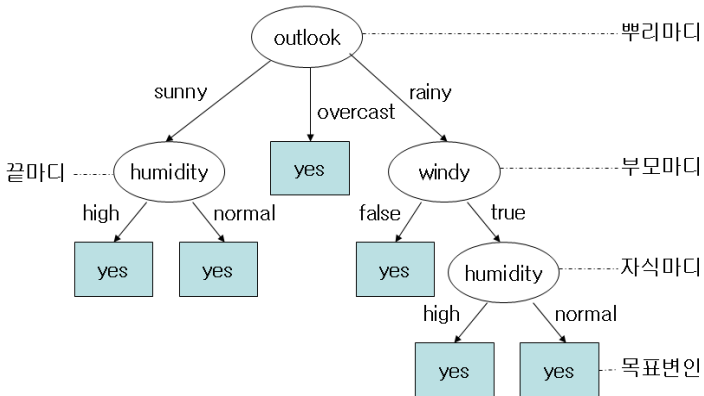 outlook
뿌리마디
sunny
overcast
rainy
끝마디
humidity
yes
windy
부모마디
high
normal
false
true
yes
yes
yes
humidity
자식마디
high
normal
yes
yes
목표변인